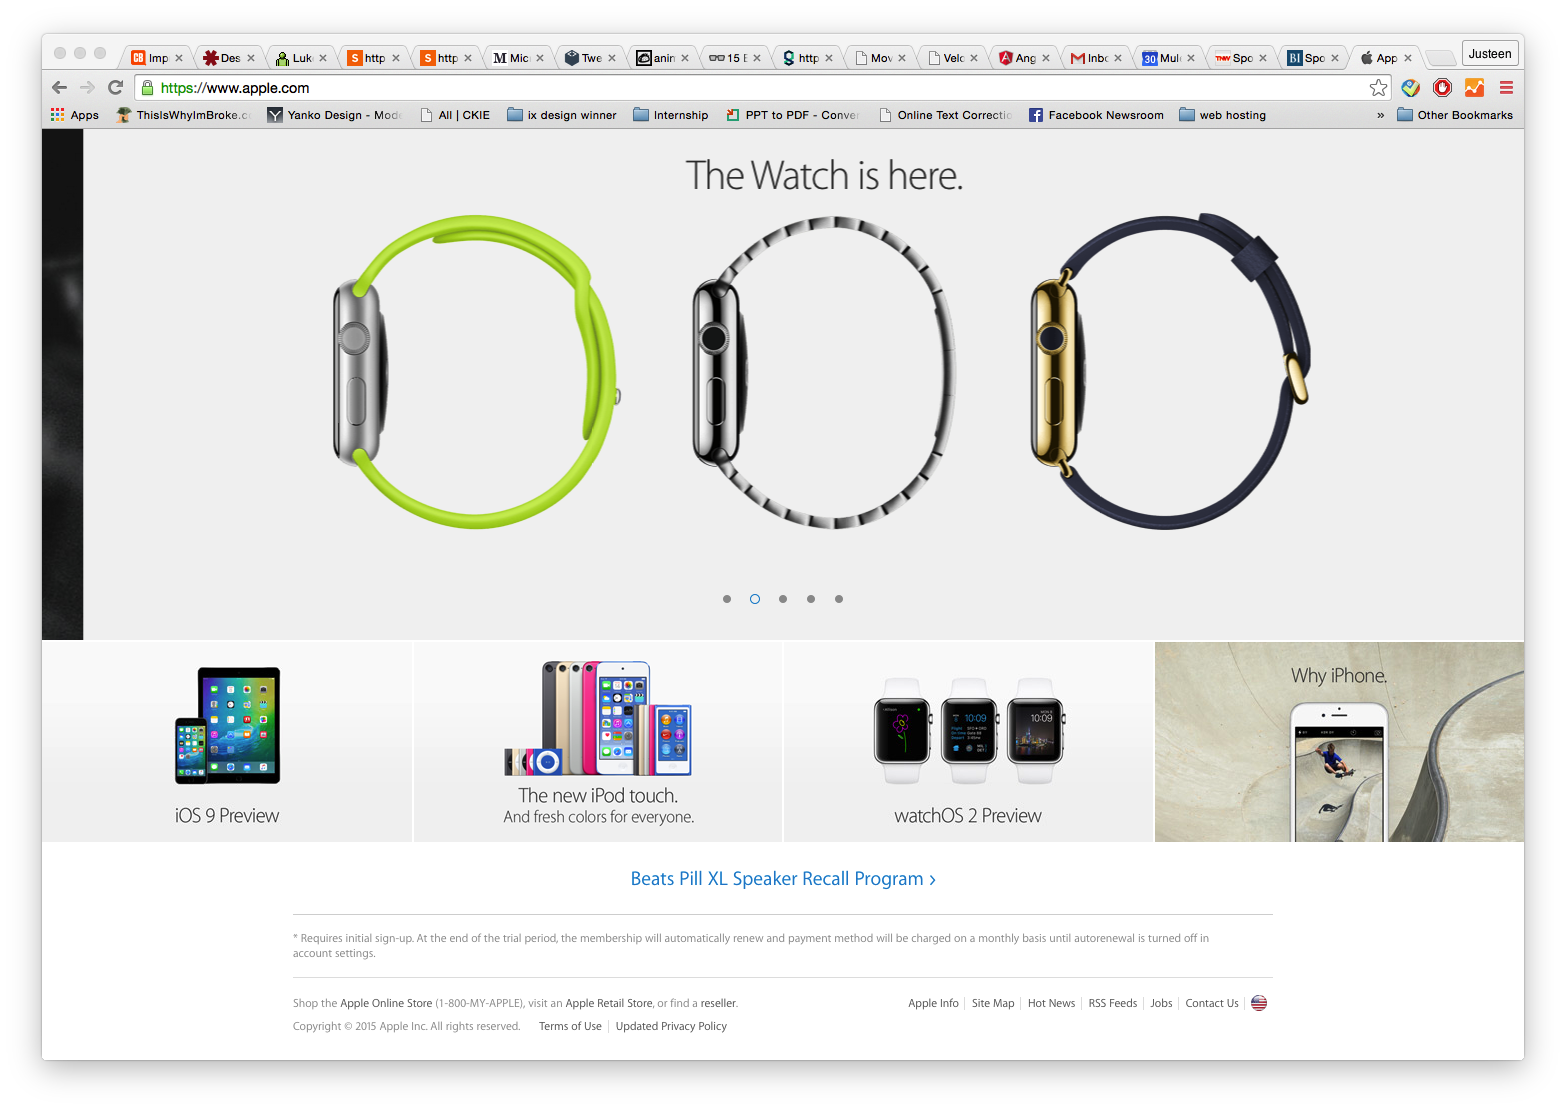 Imp
Des
Luk
http
http
Mic
Twe
anin
15 E
http
Mov
Velo
Ang
Inbo
30 Mul
TNW Spo
BI Spo
App
Justeen
https://www.apple.com
Apps
ThisIsWhyImBroke.c
Yanko Design - Mod
All | CKIE
ix design winner
Internship
PPT to PDF - Conver
Online Text Correctio
Facebook Newsroom
web hosting
»
Other Bookmarks
The Watch is here.
Why iPhone.
10:09
10:09
iOS 9 Preview
The new iPod touch.
And fresh colors for everyone.
watchOS 2 Preview
Beats Pill XL Speaker Recall Program ›
* Requires initial sign-up. At the end of the trial period, the membership will automatically renew and payment method will be charged on a monthly basis until autorenewal is turned off in
account settings.
Shop the Apple Online Store (1-800-MY-APPLE), visit an Apple Retail Store, or find a reseller.
Apple Info | Site Map | Hot News | RSS Feeds | Jobs | Contact Us
Copyright © 2015 Apple Inc. All rights reserved. Terms of Use | Updated Privacy Policy